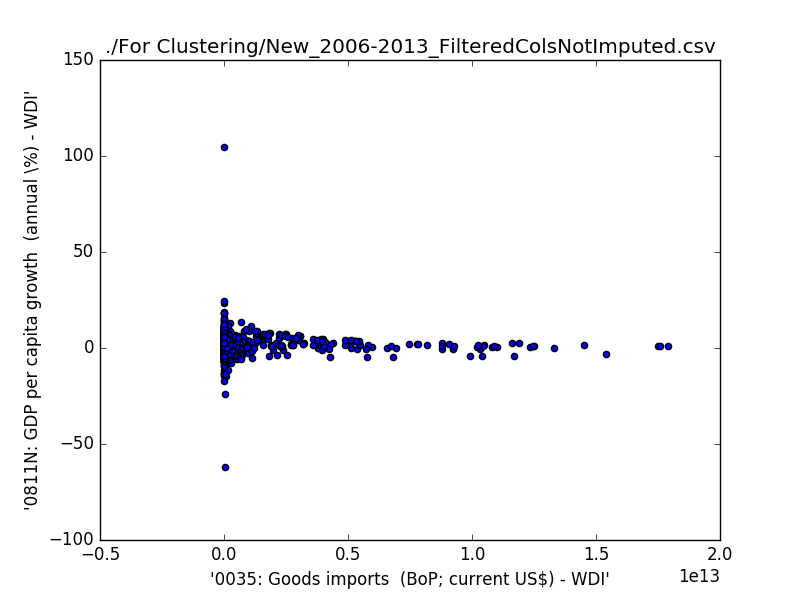 ./For Clustering/New_2006-2013_FilteredColsNotImputed.csv
150
100
50
0
−50
−100
'0811N: GDP per capita growth  (annual \%) - WDI'
−0.5 0.0 0.5 1.0 1.5 2.0
1e13
'0035: Goods imports  (BoP; current US$) - WDI'